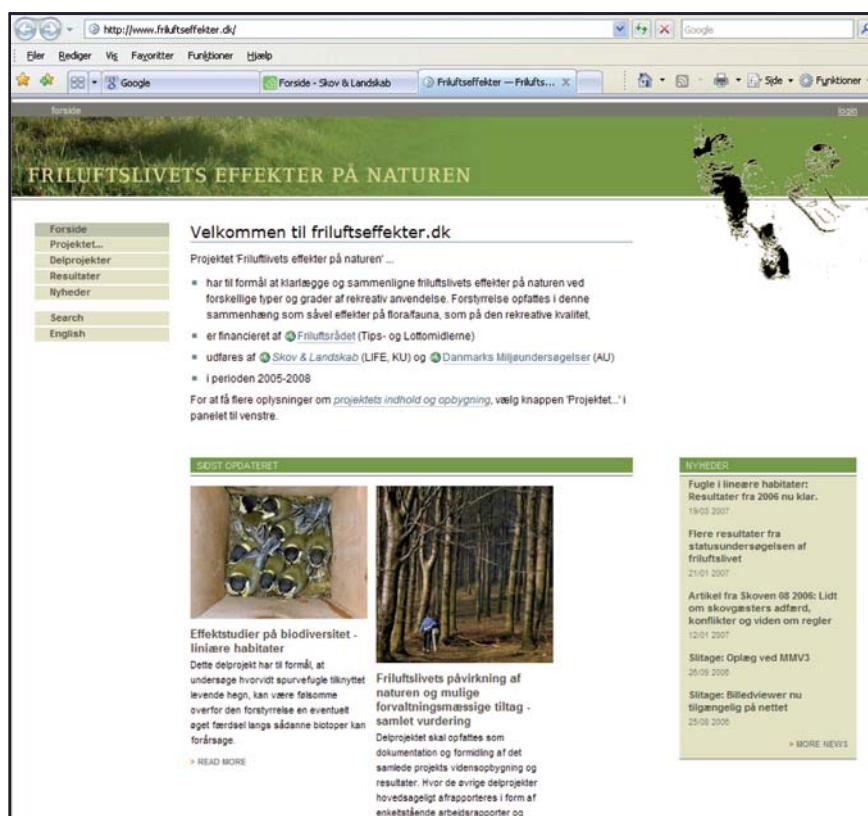 http://www.friluftseffekter.dk/
Google
Filer Rediger Vis Favoritter Funktioner Hjælp
Google
Forside - Skov & Landskab
Friluftseffekter — Frilufts...
Side
Funktioner
forside
login
FRILUFTSLIVETS EFFEKTER PÅ NATUREN
Forside
Projektet...
Delprojekter
Resultater
Nyheder
Search
English
Velkommen til friluftseffekter.dk
Projektet 'Friluftlivets effekter på naturen' ...
har til formål at klarlægge og sammenligne friluftslivets effekter på naturen ved
forskellige typer og grader af rekreativ anvendelse. Forstyrrelse opfattes i denne
sammenhæng som såvel effekter på flora/fauna, som på den rekreative kvalitet,
er financieret af Friluftsrådet (Tips- og Lottomidlerne)
udføres af Skov & Landskab (LIFE, KU) og Danmarks Miljøundersøgelser (AU)
i perioden 2005-2008
For at få flere oplysninger om projektets indhold og opbygning, vælg knappen 'Projektet...' i
panelet til venstre.
SIDST OPDATERET
Effektstudier på biodiversitet -
liniære habitater
Dette delprojekt har til formål, at
undersøge hvorvidt spurvefugle tilknyttet
levende hegn, kan være følsomme
overfor den forstyrrelse en eventuelt
øget færdsel langs sådanne biotoper kan
forårsage.
> READ MORE
Friluftslivets påvirkning af
naturen og mulige
forvaltningsmæssige tiltag -
samlet vurdering
Delprojektet skal opfattes som
dokumentation og formidling af det
samlede projekts vidensopbygning og
resultater. Hvor de øvrige delprojekter
hovedsageligt afrapporteres i form af
enkeltstående arbejdsrapporter og
NYHEDER
Fugle i lineære habitater:
Resultater fra 2006 nu klar.
19/03 2007
Flere resultater fra
statusundersøgelsen af
friluftslivet
21/01 2007
Artikel fra Skoven 08 2006: Lidt
om skovgæsters adfærd,
konflikter og viden om regler
12/01 2007
Slitage: Oplæg ved MMV3
26/09 2006
Slitage: Billedviewer nu
tilgængelig på nettet
25/08 2006
> MORE NEWS